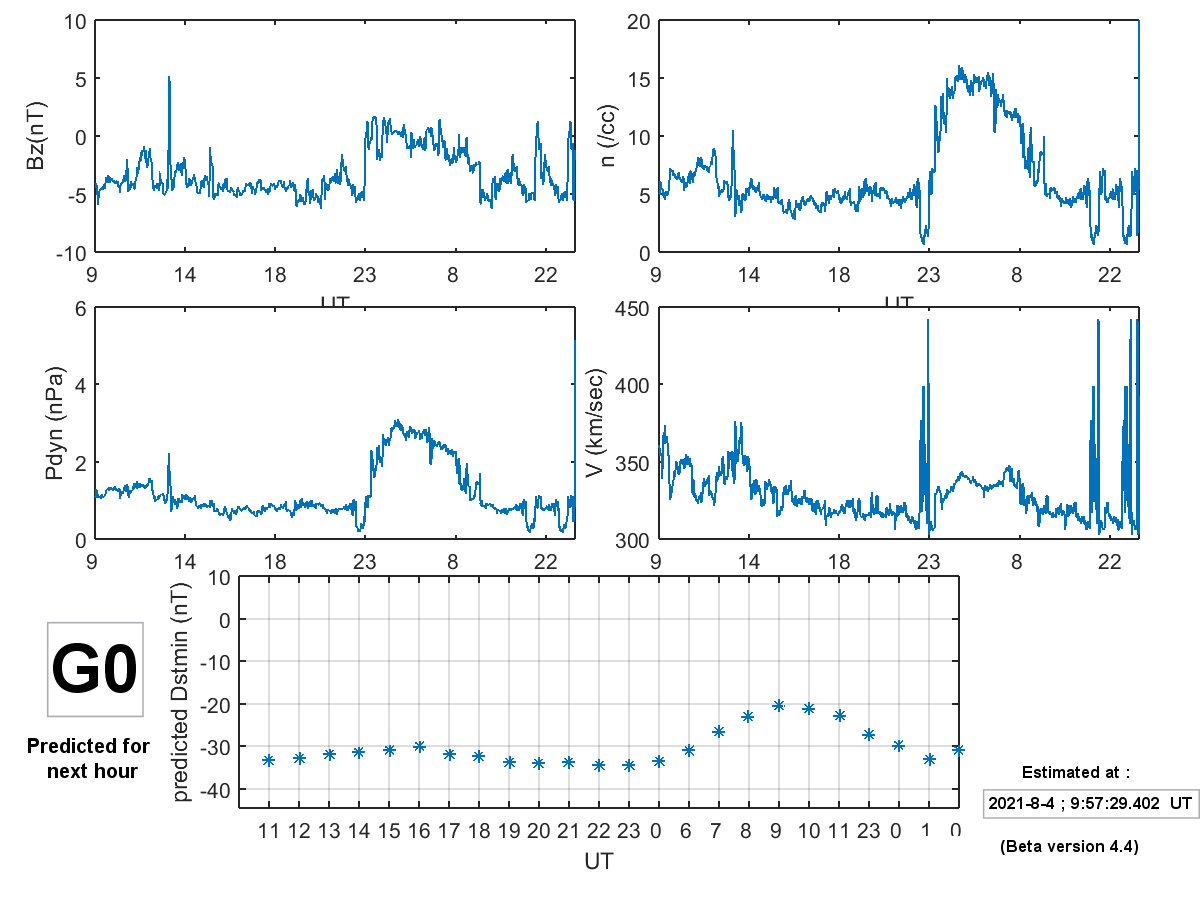 10
5
0
-5
-10
Bz(nT)
9 14 18 23 8 22
UT
20
15
10
5
0
n (/cc)
9 14 18 23 8 22
UT
6
4
2
0
Pdyn (nPa)
9 14 18 23 8 22
450
400
350
300
V (km/sec)
9 14 18 23 8 22
10
0
-10
-20
-30
-40
predicted Dstmin (nT)
11 12 13 14 15 16 17 18 19 20 21 22 23 0 6 7 8 9 10 11 23 0 1 0
UT
G0
Predicted for
next hour
Estimated at :
2021-8-4 ; 9:57:29.402 UT
(Beta version 4.4)